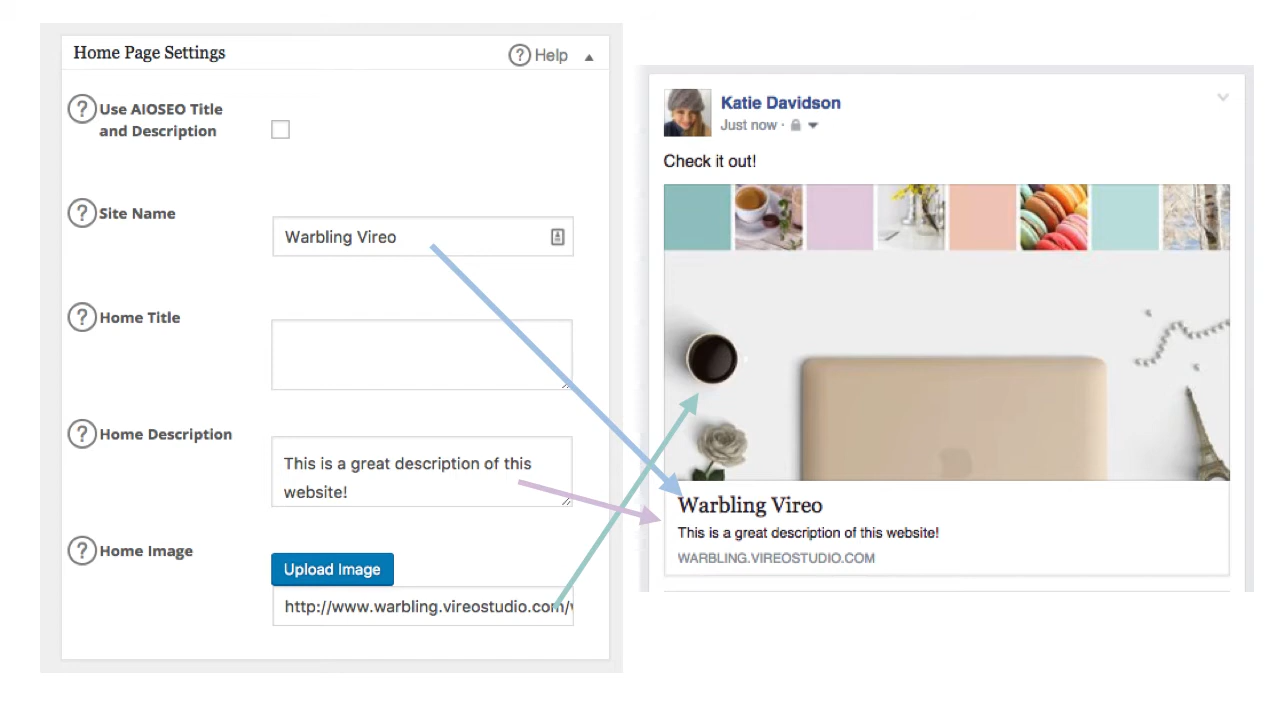 Home Page Settings
? Help
? Use AIOSEO Title
and Description
? Site Name
Warbling Vireo
? Home Title
? Home Description
This is a great description of this
website!
? Home Image
Upload Image
http://www.warbling.vireostudio.com/
Katie Davidson
Just now ·
Check it out!
Warbling Vireo
This is a great description of this website!
WARBLING.VIREOSTUDIO.COM